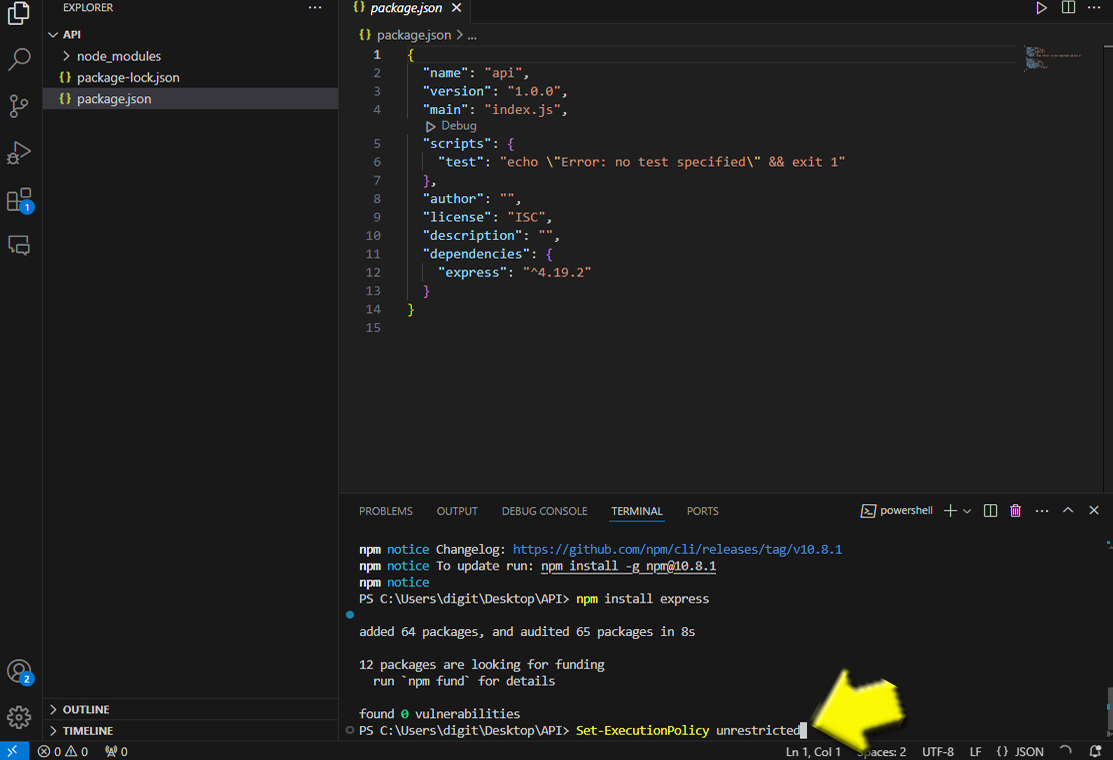 EXPLORER
API
node_modules
package-lock.json
package.json
1
2
OUTLINE
TIMELINE
package.json
package.json > ...
1 {
2 "name": "api",
3 "version": "1.0.0",
4 "main": "index.js",
Debug
5 "scripts": {
6 "test": "echo \"Error: no test specified\" && exit 1"
7 },
8 "author": "",
9 "license": "ISC",
10 "description": "",
11 "dependencies": {
12 "express": "^4.19.2"
13 }
14 }
15
PROBLEMS OUTPUT DEBUG CONSOLE TERMINAL PORTS powershell
npm notice Changelog: https://github.com/npm/cli/releases/tag/v10.8.1
npm notice To update run: npm install -g npm@10.8.1
npm notice
PS C:\Users\digit\Desktop\API> npm install express
added 64 packages, and audited 65 packages in 8s
12 packages are looking for funding
run `npm fund` for details
found 0 vulnerabilities
PS C:\Users\digit\Desktop\API> Set-ExecutionPolicy unrestricted
0 0 0 Ln 1, Col 1 Spaces: 2 UTF-8 LF {} JSON